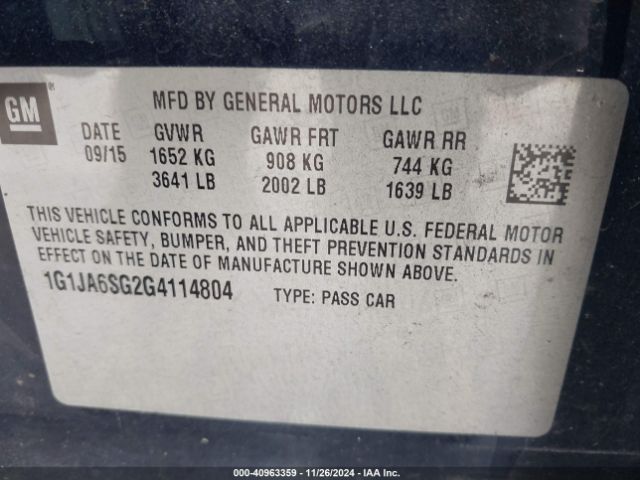 GM
MFD BY GENERAL MOTORS LLC
DATE GVWR GAWR FRT GAWR RR
09/15 1652 KG 908 KG 744 KG
3641 LB 2002 LB 1639 LB
THIS VEHICLE CONFORMS TO ALL APPLICABLE U.S. FEDERAL MOTOR
VEHICLE SAFETY, BUMPER, AND THEFT PREVENTION STANDARDS IN
EFFECT ON THE DATE OF MANUFACTURE SHOWN ABOVE.
1G1JA6SG2G4114804 TYPE: PASS CAR
000-40963359 | 11/26/2024 | IAA Inc.